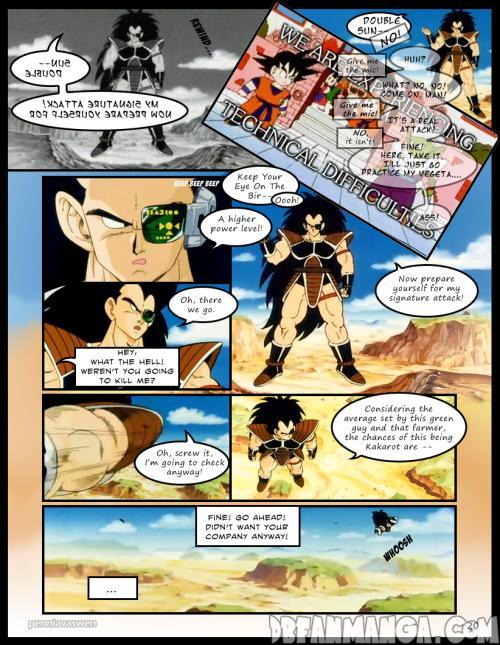 DOUBLE
SUN---
NO!
HUH?
Give me
the mic!
WHAT? NO, NO!
COME ON, MAN!
Give me
the mic!
IT'S A REAL
ATTACK!
NO,
it isn't!
FINE!
HERE, TAKE IT.
I'LL JUST GO
PRACTICE MY VEGETA....
ASS!
WE ARE EXPERIENCING
TECHNICAL DIFFICULTIES
REWIND...
SUN---
DOUBLE
MY SIGNATURE ATTACK!
NOW PREPARE YOURSELF FOR
BEEP BEEP BEEP
Keep Your
Eye On The
Bir--
Oooh!
A higher
power level!
Now prepare
yourself for my
signature attack!
Oh, there
we go.
HEY,
WHAT THE HELL!
WEREN'T YOU GOING
TO KILL ME?
Oh, screw it,
I'm going to check
anyway!
Considering the
average set by this green
guy and that farmer,
the chances of this being
Kakarot are --
FINE! GO AHEAD!
DIDN'T WANT YOUR
COMPANY ANYWAY!
WHOOSH
...
pennisvaswen
20
DBFANMANGA.COM